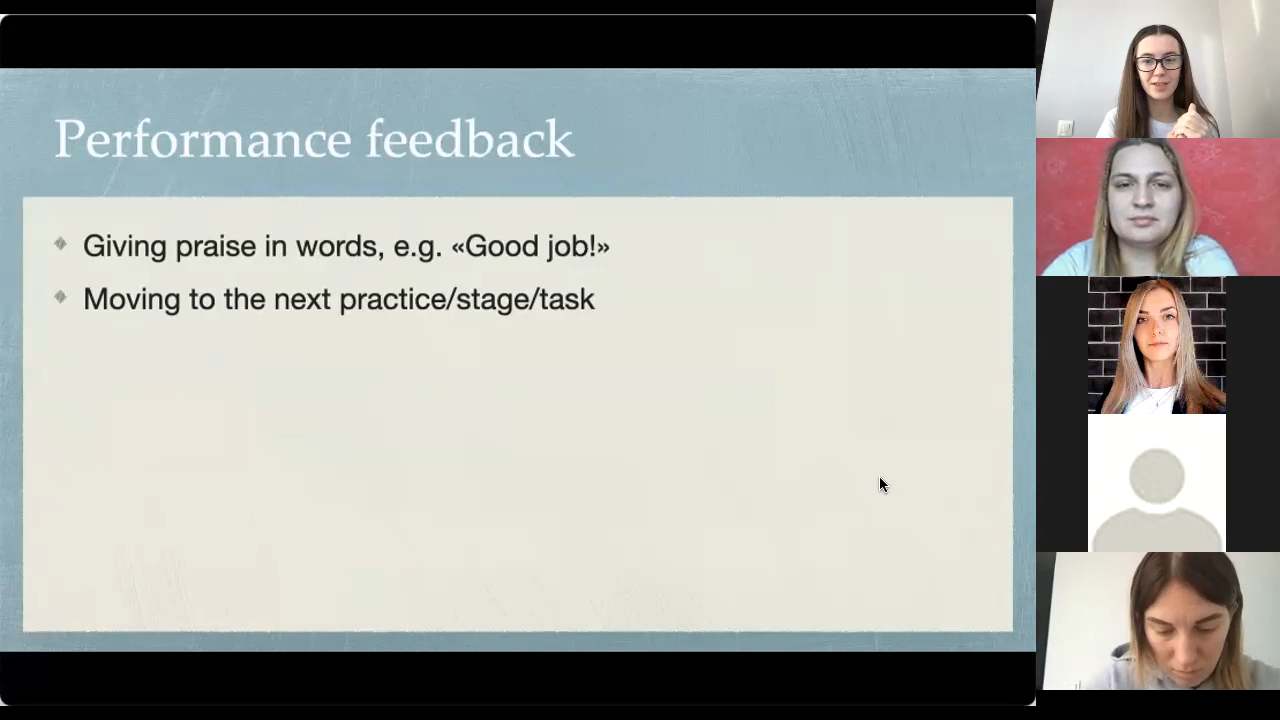 Performance feedback
Giving praise in words, e.g. «Good job!»
Moving to the next practice/stage/task